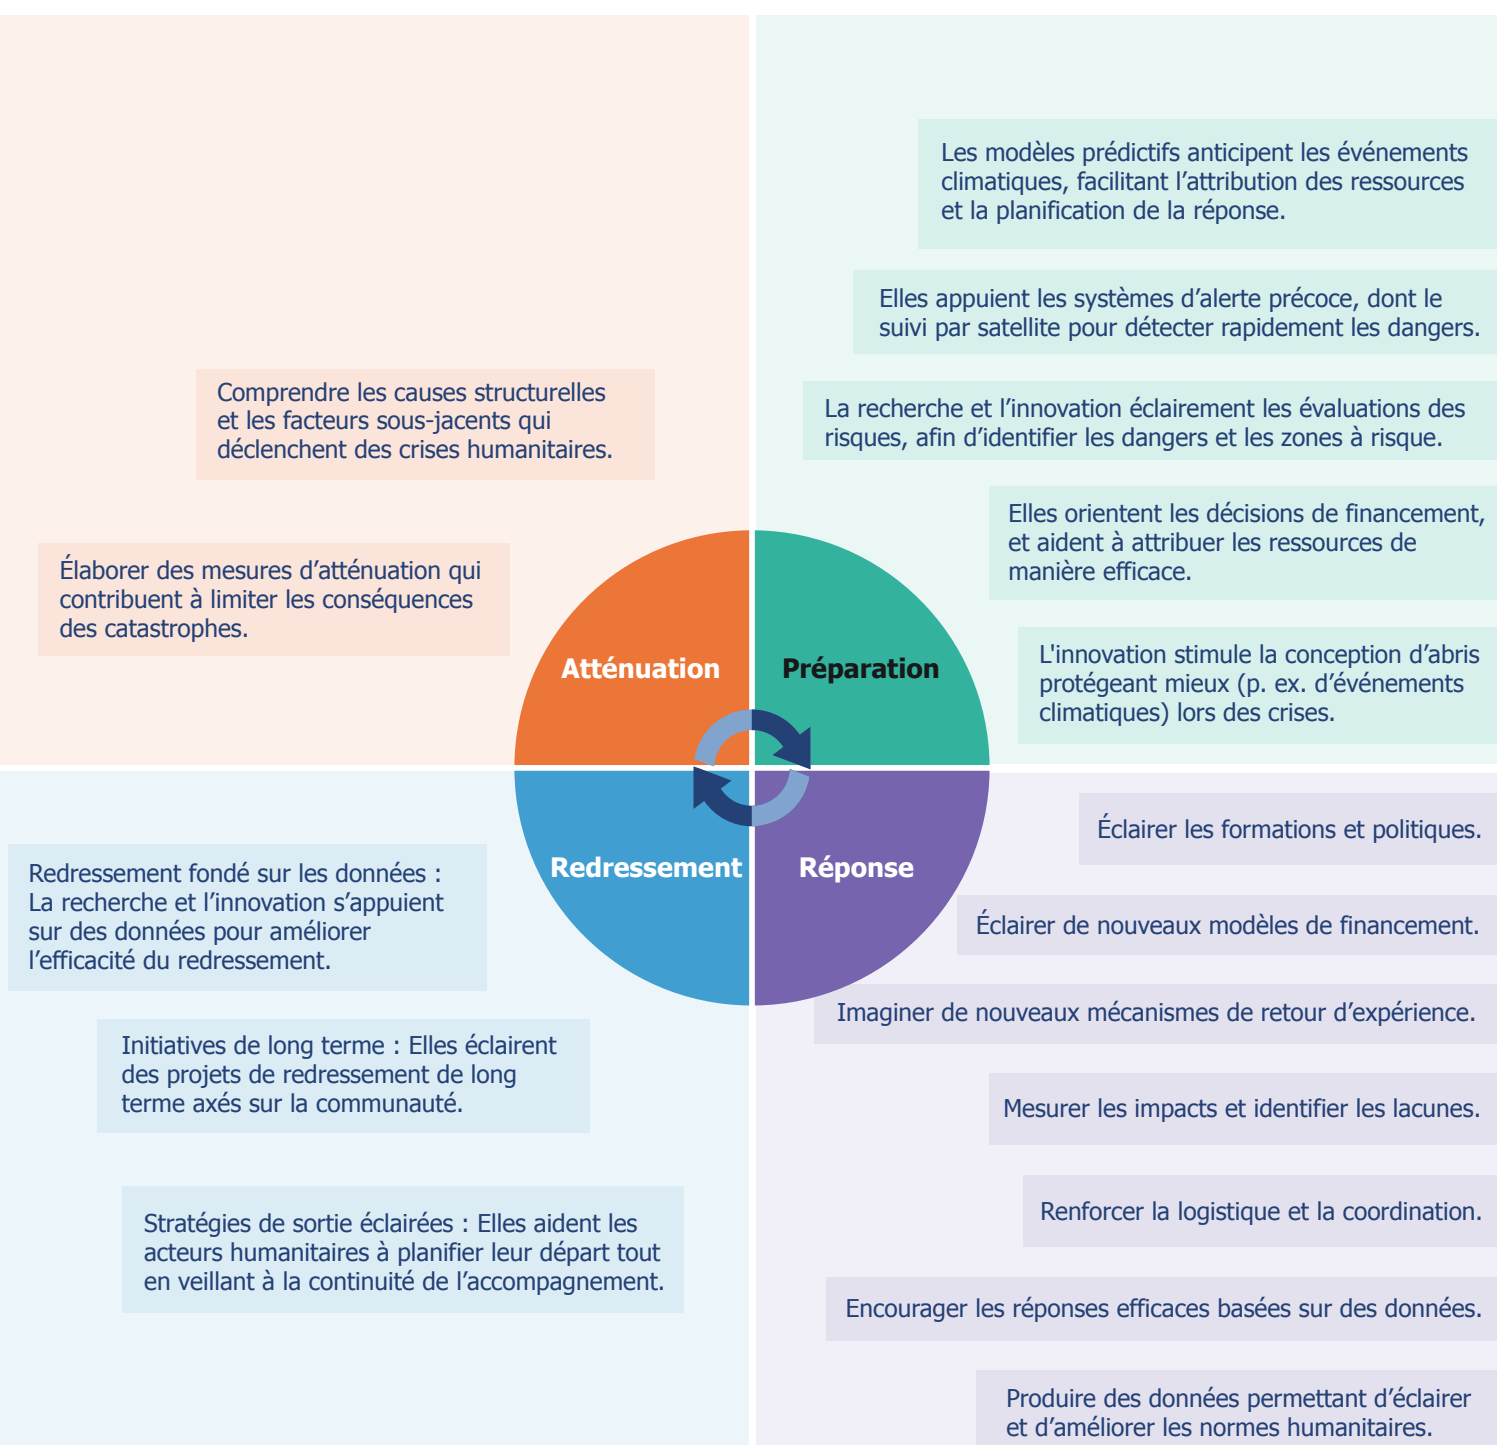 Les modèles prédictifs anticipent les événements
climatiques, facilitant l’attribution des ressources
et la planification de la réponse.
Elles appuient les systèmes d’alerte précoce, dont le
suivi par satellite pour détecter rapidement les dangers.
Comprendre les causes structurelles
et les facteurs sous-jacents qui
déclenchent des crises humanitaires.
La recherche et l’innovation éclairement les évaluations des
risques, afin d’identifier les dangers et les zones à risque.
Elles orientent les décisions de financement,
et aident à attribuer les ressources de
manière efficace.
Élaborer des mesures d’atténuation qui
contribuent à limiter les conséquences
des catastrophes.
L'innovation stimule la conception d’abris
protégeant mieux (p. ex. d’événements
climatiques) lors des crises.
Atténuation
Préparation
Redressement
Réponse
Redressement fondé sur les données :
La recherche et l’innovation s’appuient
sur des données pour améliorer
l’efficacité du redressement.
Initiatives de long terme : Elles éclairent
des projets de redressement de long
terme axés sur la communauté.
Stratégies de sortie éclairées : Elles aident les
acteurs humanitaires à planifier leur départ tout
en veillant à la continuité de l’accompagnement.
Éclairer les formations et politiques.
Éclairer de nouveaux modèles de financement.
Imaginer de nouveaux mécanismes de retour d’expérience.
Mesurer les impacts et identifier les lacunes.
Renforcer la logistique et la coordination.
Encourager les réponses efficaces basées sur des données.
Produire des données permettant d’éclairer
et d’améliorer les normes humanitaires.